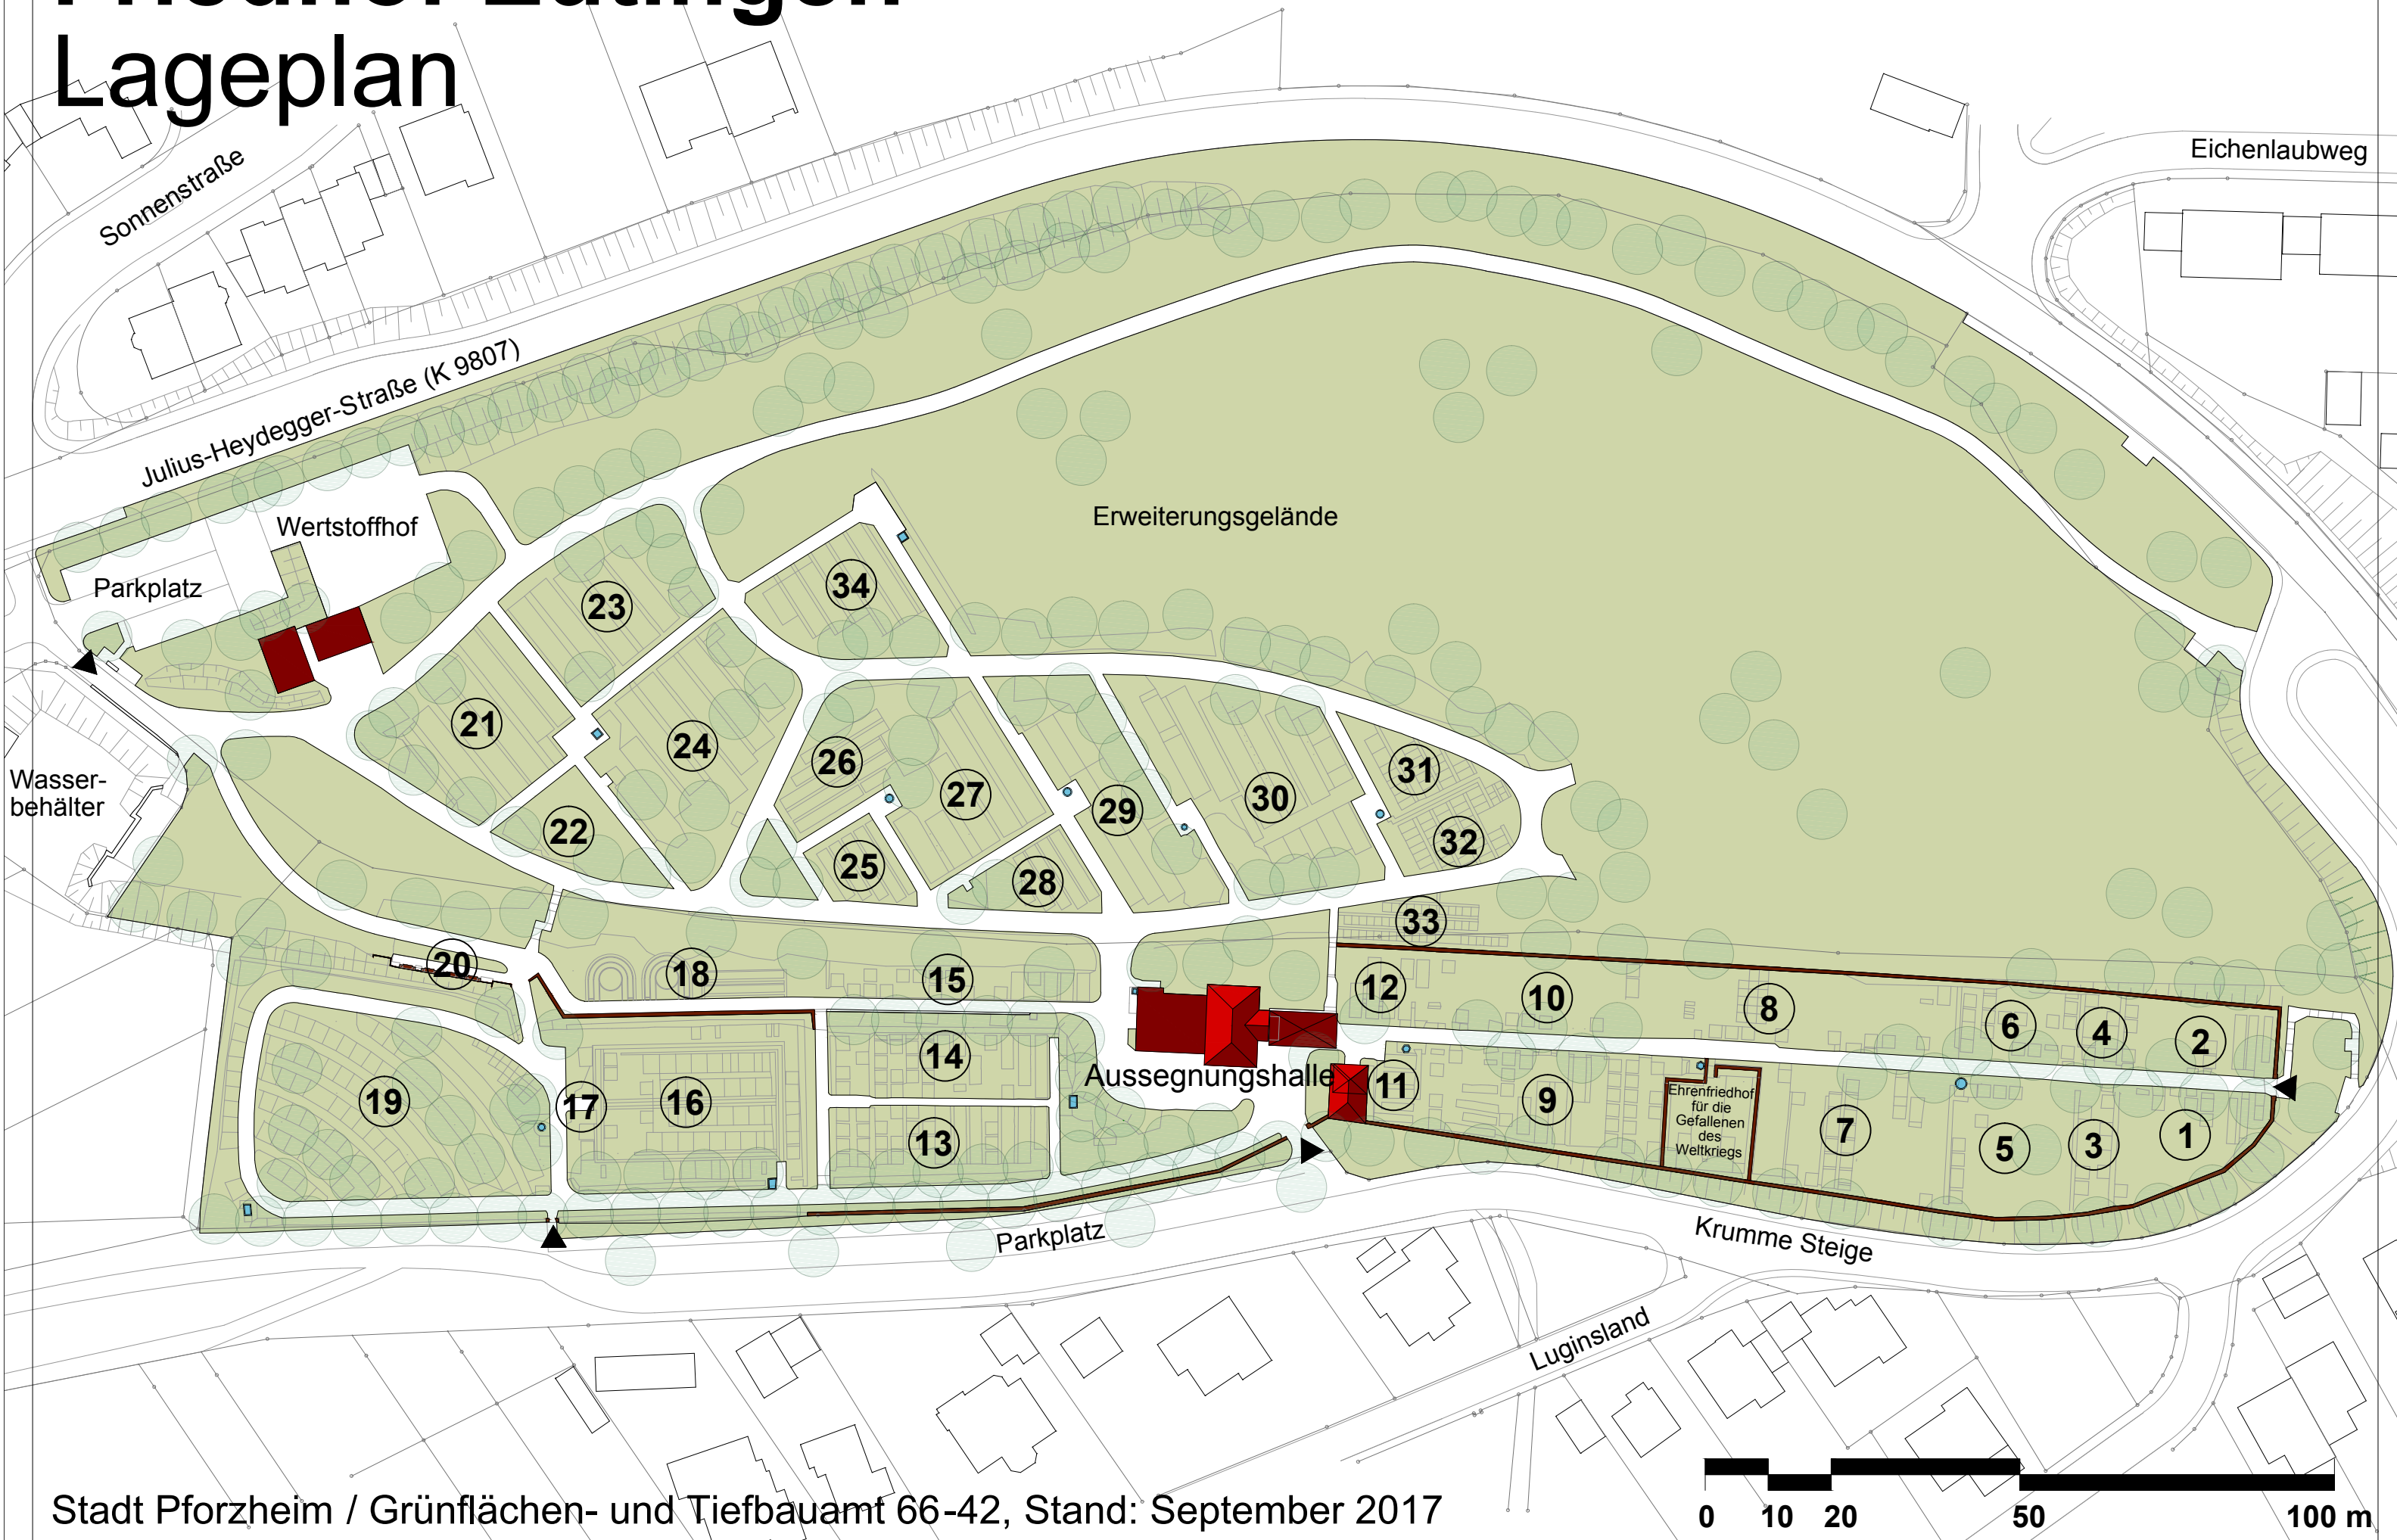 Friedhof Eutingen
Lageplan
Sonnenstraße
Eichenlaubweg
Julius-Heydegger-Straße (K 9807)
Wertstoffhof
Parkplatz
Erweiterungsgelände
34
23
21
24
26
27
29
30
31
22
25
28
32
Wasser-
behälter
33
20
18
15
12
10
8
6
4
2
14
Aussegnungshalle
11
19
17
16
13
9
Ehrenfriedhof
für die
Gefallenen
des
Weltkriegs
7
5
3
1
Parkplatz
Krumme Steige
Luginsland
Stadt Pforzheim / Grünflächen- und Tiefbauamt 66-42, Stand: September 2017
0 10 20 50 100 m